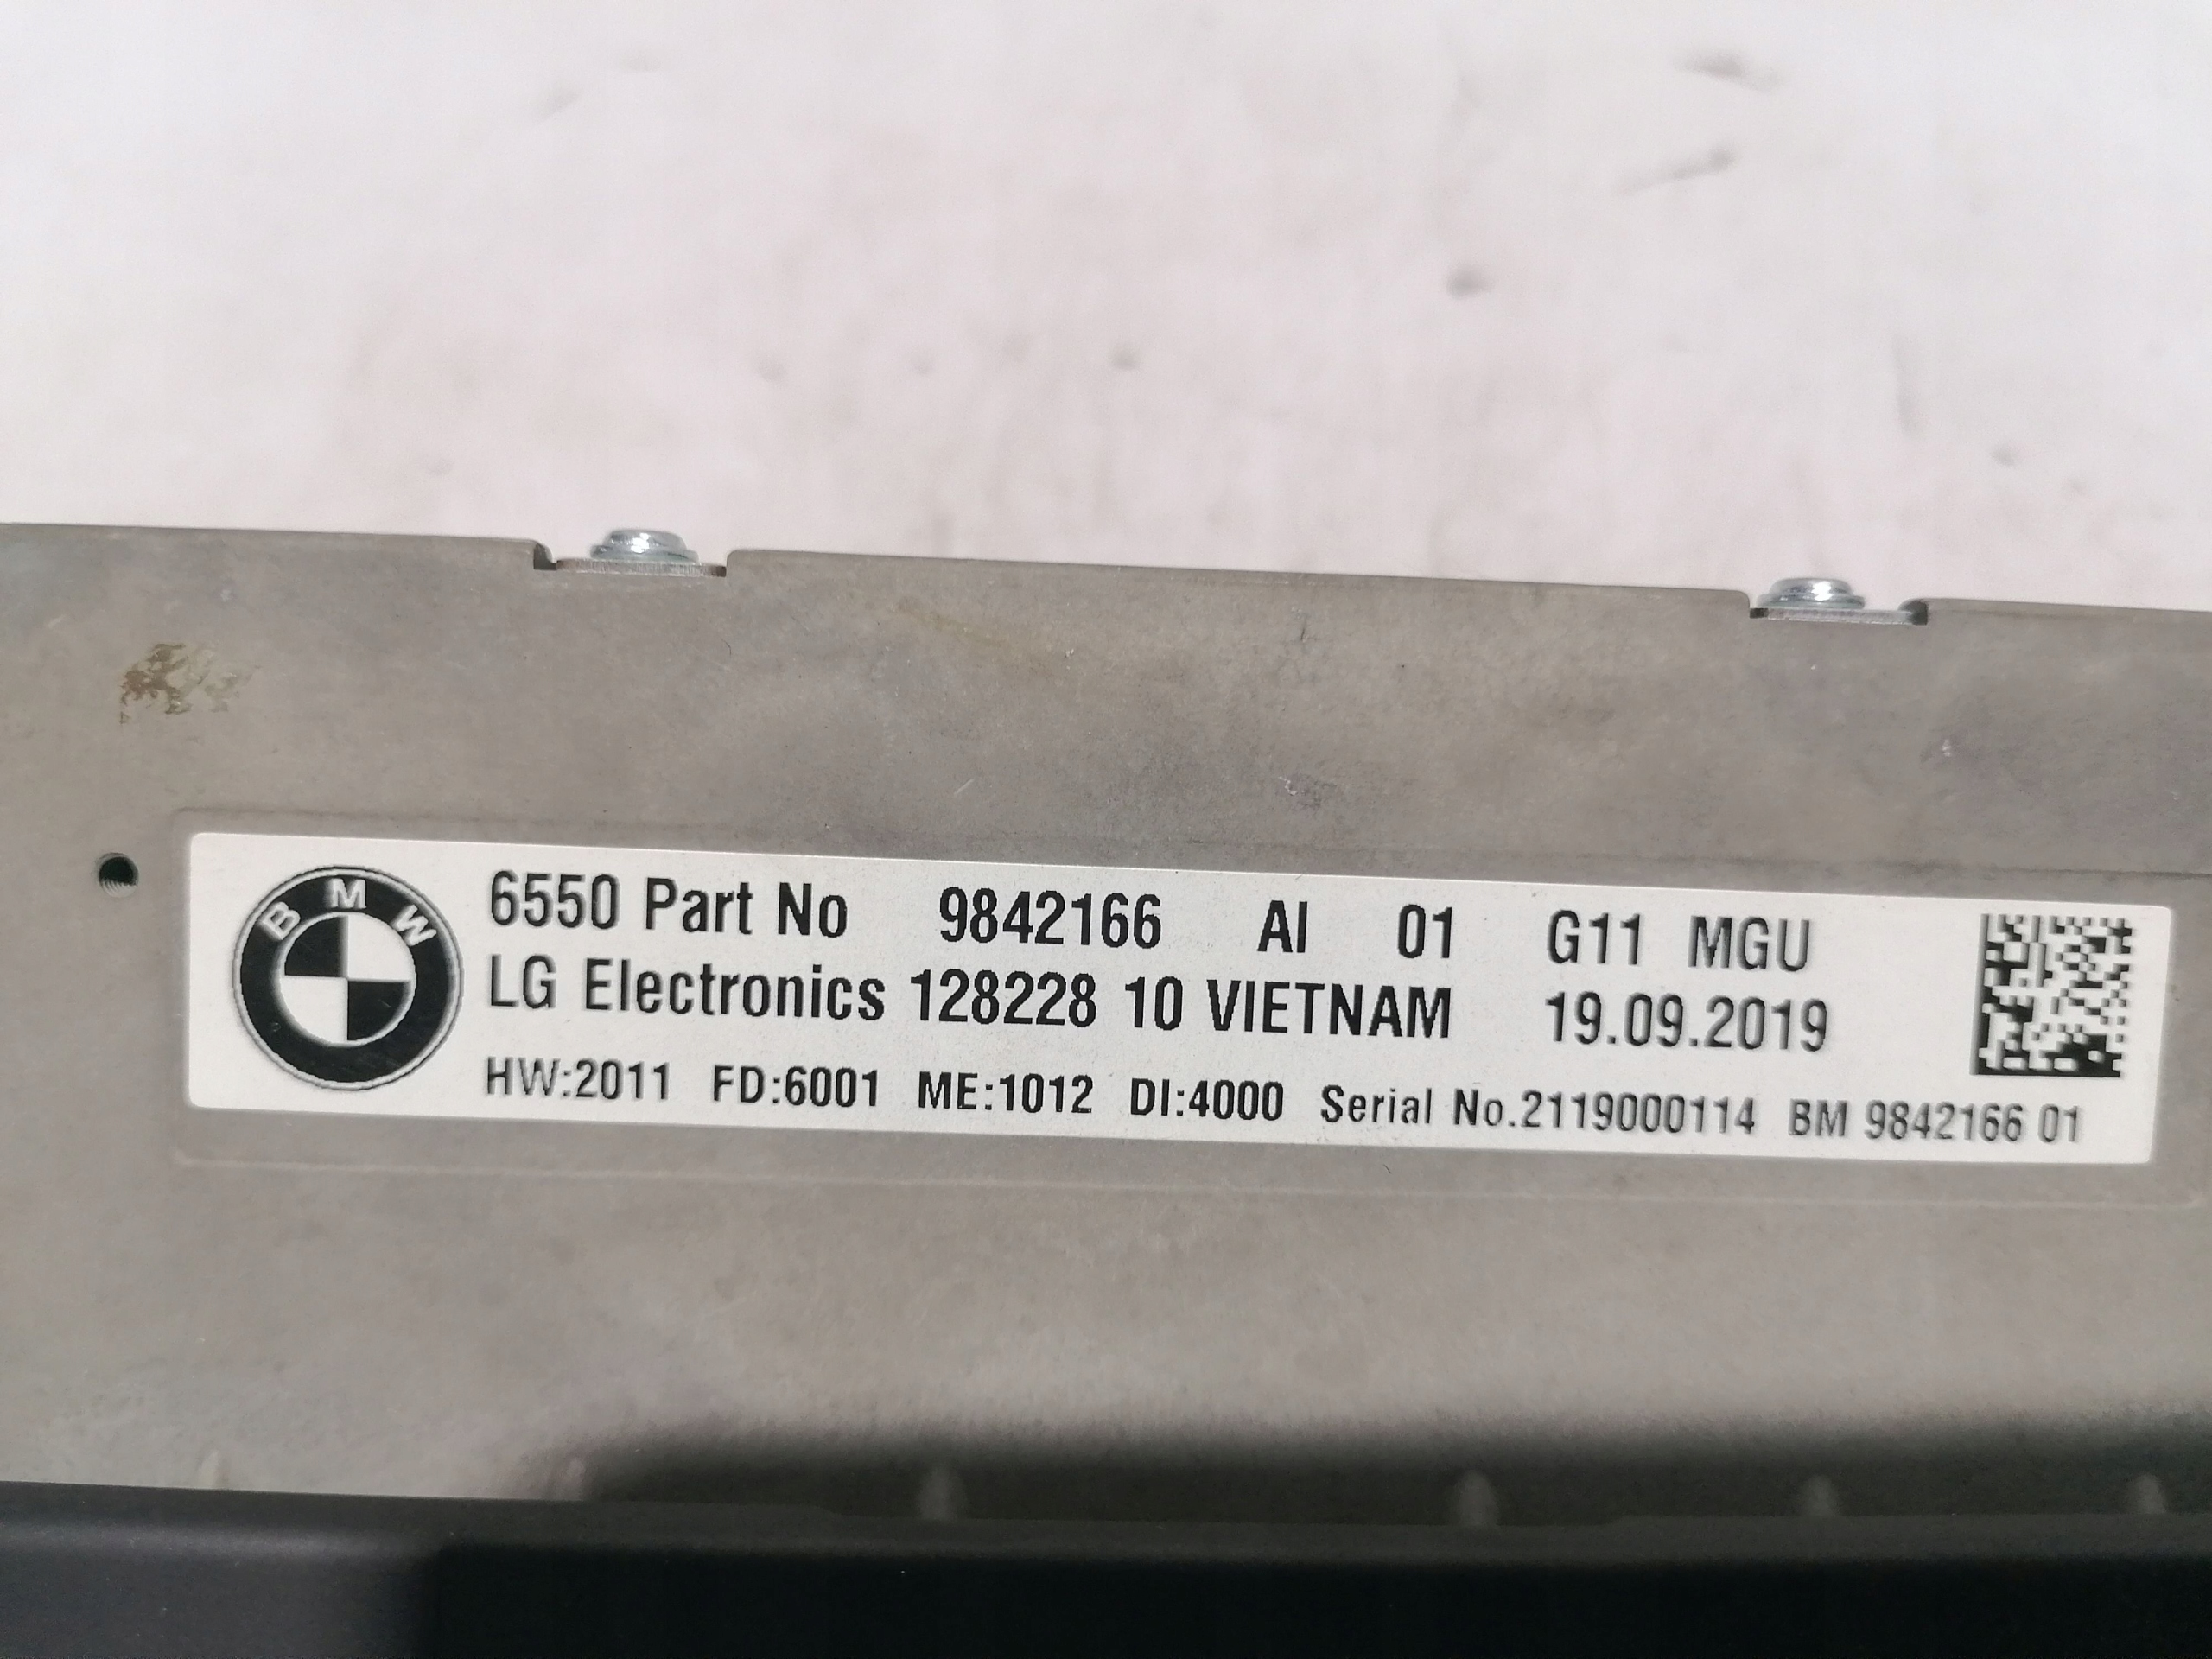 BMW
6550 Part No 9842166 AI 01 G11 MGU
LG Electronics 128228 10 VIETNAM 19.09.2019
HW:2011 FD:6001 ME:1012 DI:4000 Serial No.2119000114 BM 9842166 01